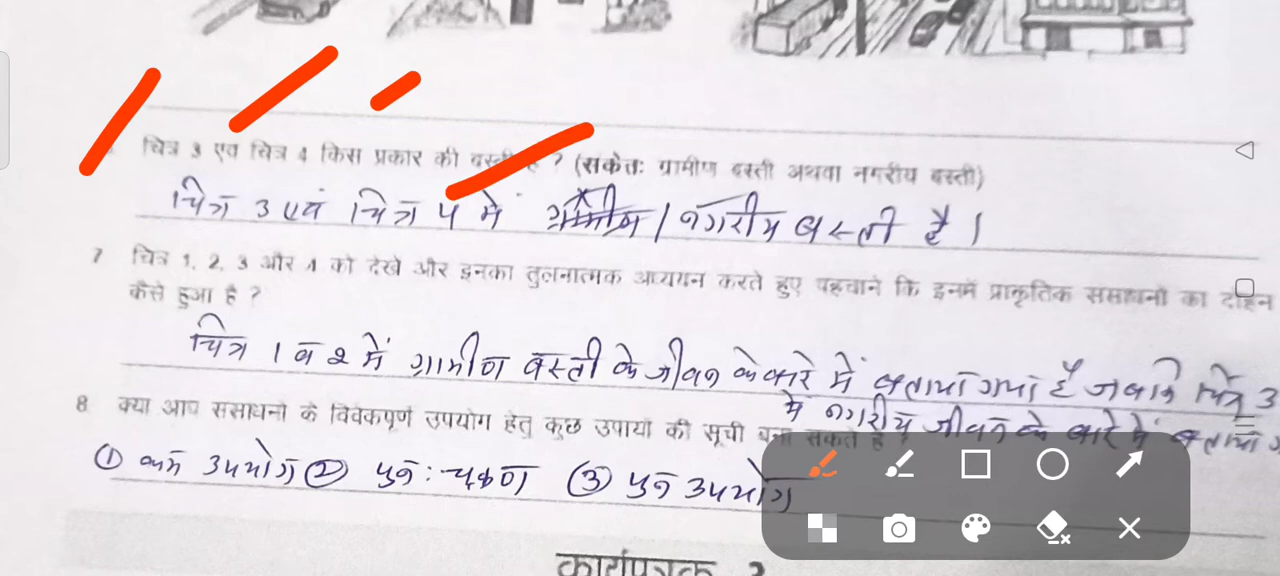 चित्र 3 एवं चित्र 4 किस प्रकार की बस्ती है ? (संकेतः ग्रामीण बस्ती अथवा नगरीय बस्ती)
चित्र 3 एवं चित्र 4 में ग्रामीण / नगरीय बस्ती है ।
7 चित्र 1, 2, 3 और 4 को देखें और इनका तुलनात्मक अध्ययन करते हुए पहचानें कि इनमें प्राकृतिक संसाधनों का दोहन
कैसे हुआ है ?
चित्र 1 व 2 में ग्रामीण बस्ती के जीवन के बारे में बताया गया है जबकि चित्र 3
में नगरीय जीवन के बारे में बताया
8 क्या आप संसाधनों के विवेकपूर्ण उपयोग हेतु कुछ उपायों की सूची बना सकते हैं ?
① कम उपयोग ② पुनः चक्रण ③ पुन उपयोग
कार्यपत्रक